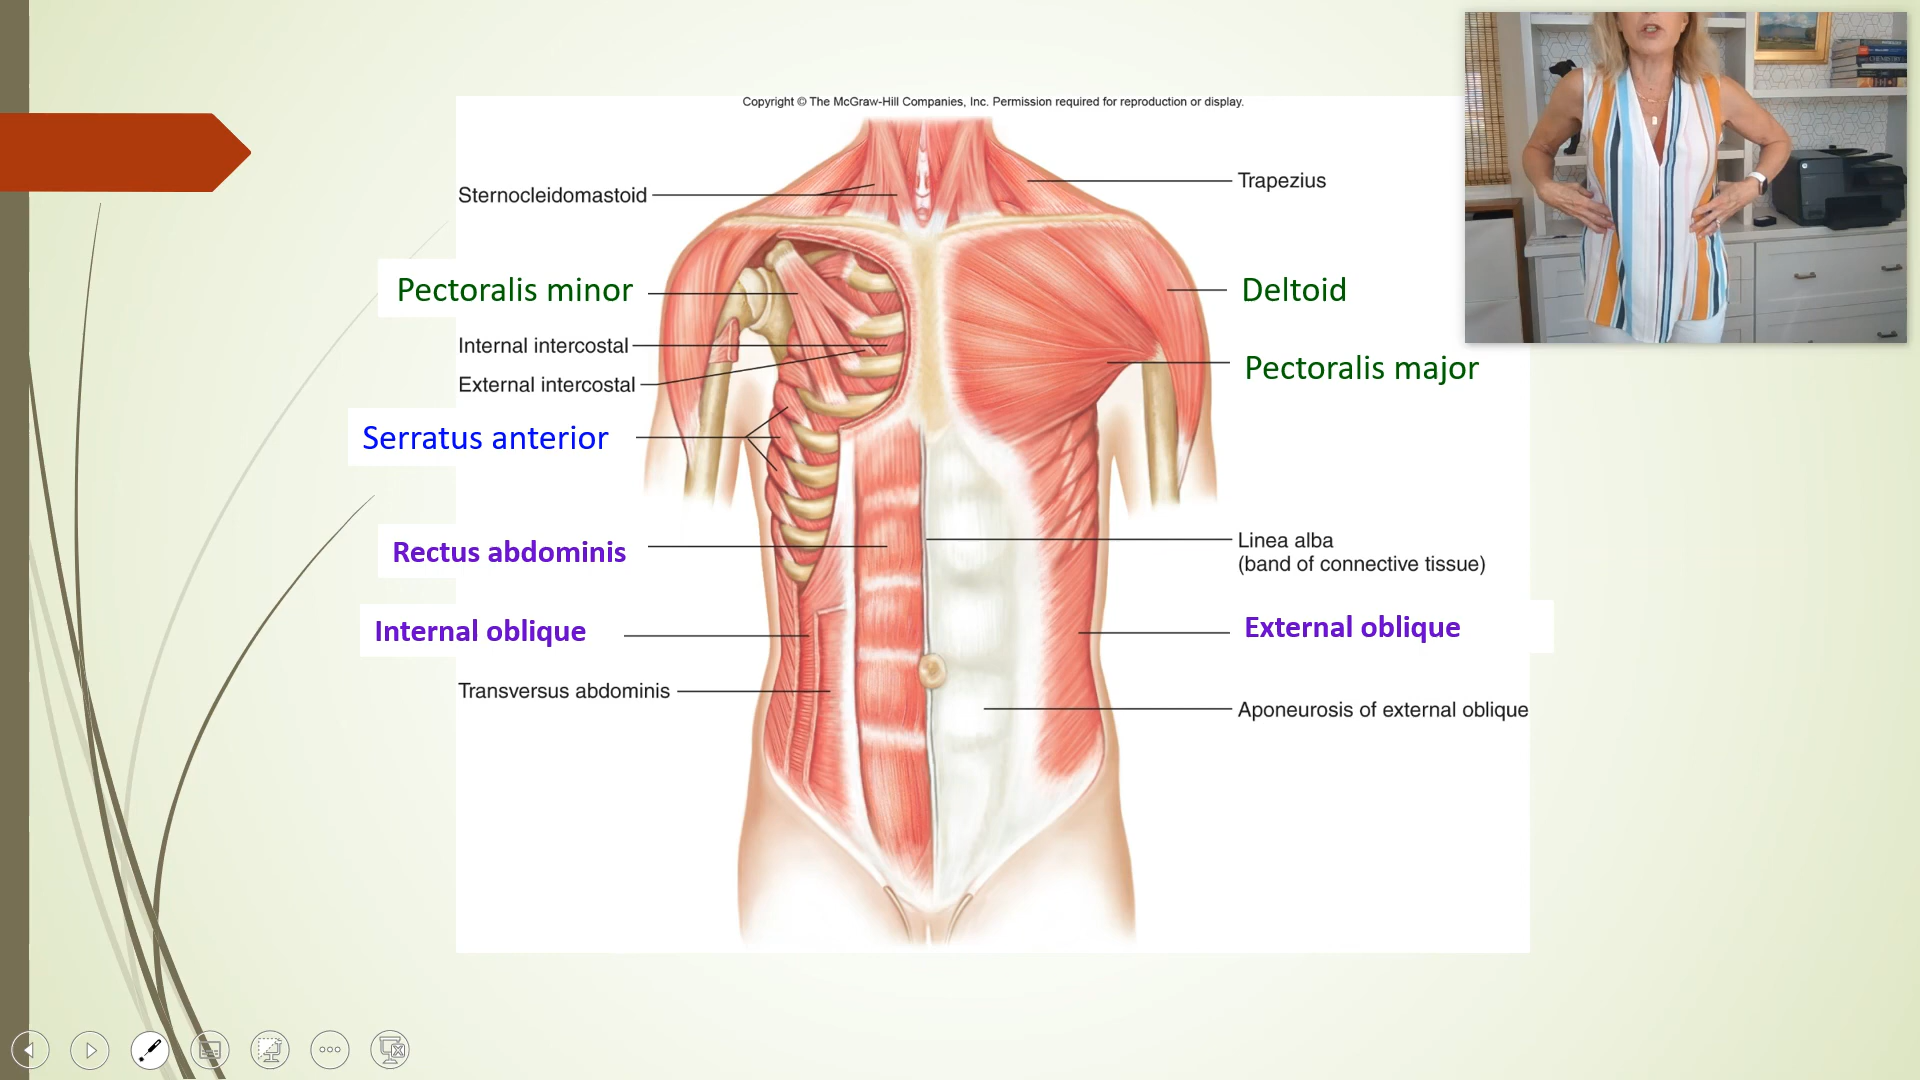 Copyright © The McGraw-Hill Companies, Inc. Permission required for reproduction or display.
Sternocleidomastoid
Trapezius
Pectoralis minor
Deltoid
Internal intercostal
Pectoralis major
External intercostal
Serratus anterior
Rectus abdominis
Linea alba
(band of connective tissue)
Internal oblique
External oblique
Transversus abdominis
Aponeurosis of external oblique
CHEMISTRY